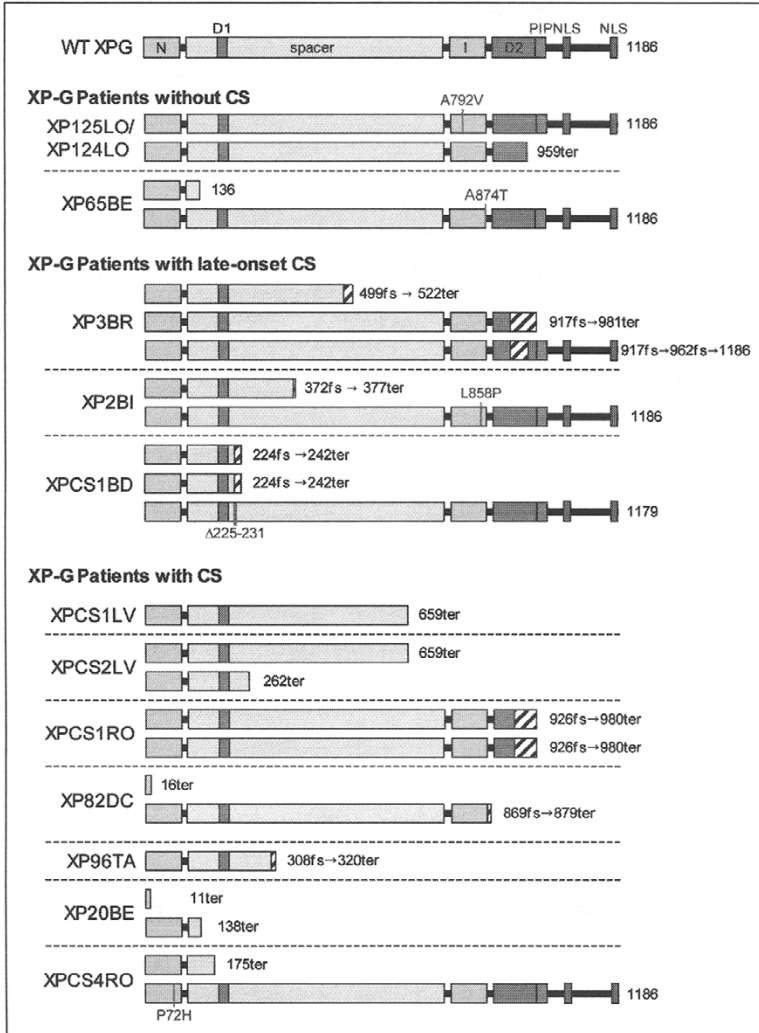 D1 PIPNLS NLS
WT XPG N spacer I D2 1186
XP-G Patients without CS
A792V
XP125LO/ 1186
XP124LO 959ter
136
XP65BE A874T
1186
XP-G Patients with late-onset CS
499fs → 522ter
XP3BR 917fs→981ter
917fs→962fs→1186
372fs → 377ter
XP2BI L858P
1186
224fs →242ter
XPCS1BD 224fs →242ter
1179
Δ225-231
XP-G Patients with CS
XPCS1LV 659ter
XPCS2LV 659ter
262ter
XPCS1RO 926fs→980ter
926fs→980ter
16ter
XP82DC 869fs→879ter
XP96TA 308fs→320ter
11ter
XP20BE 138ter
175ter
XPCS4RO 1186
P72H